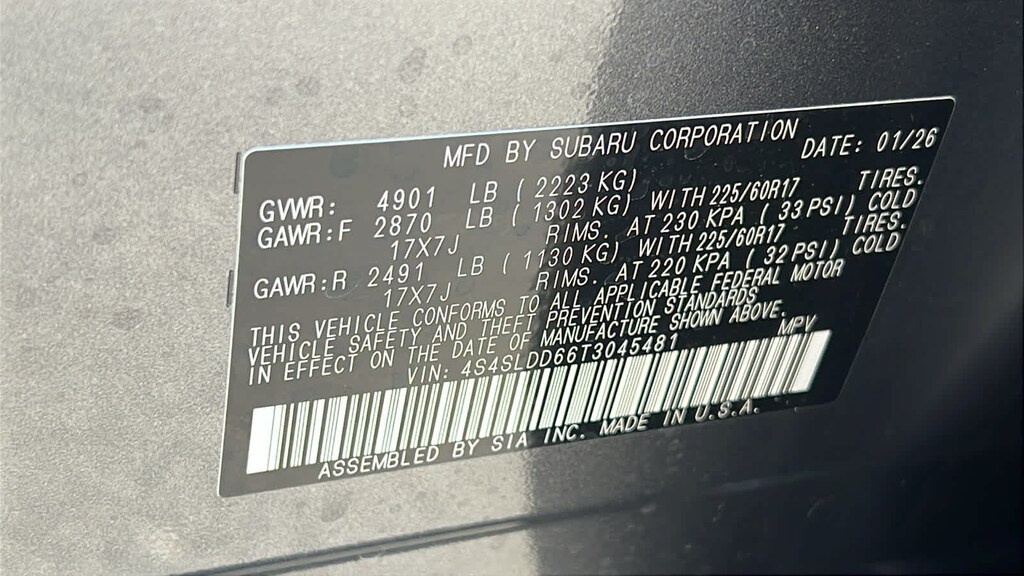 MFD BY SUBARU CORPORATION DATE: 01/26
GVWR: 4901 LB ( 2223 KG)
GAWR:F 2870 LB ( 1302 KG) WITH 225/60R17 TIRES.
17X7J RIMS. AT 230 KPA ( 33 PSI) COLD
GAWR:R 2491 LB ( 1130 KG) WITH 225/60R17 TIRES.
17X7J RIMS. AT 220 KPA ( 32 PSI) COLD
THIS VEHICLE CONFORMS TO ALL APPLICABLE FEDERAL MOTOR
VEHICLE SAFETY AND THEFT PREVENTION STANDARDS
IN EFFECT ON THE DATE OF MANUFACTURE SHOWN ABOVE.
VIN: 4S4SLDD66T3045481 MPV
ASSEMBLED BY SIA INC. MADE IN U.S.A.